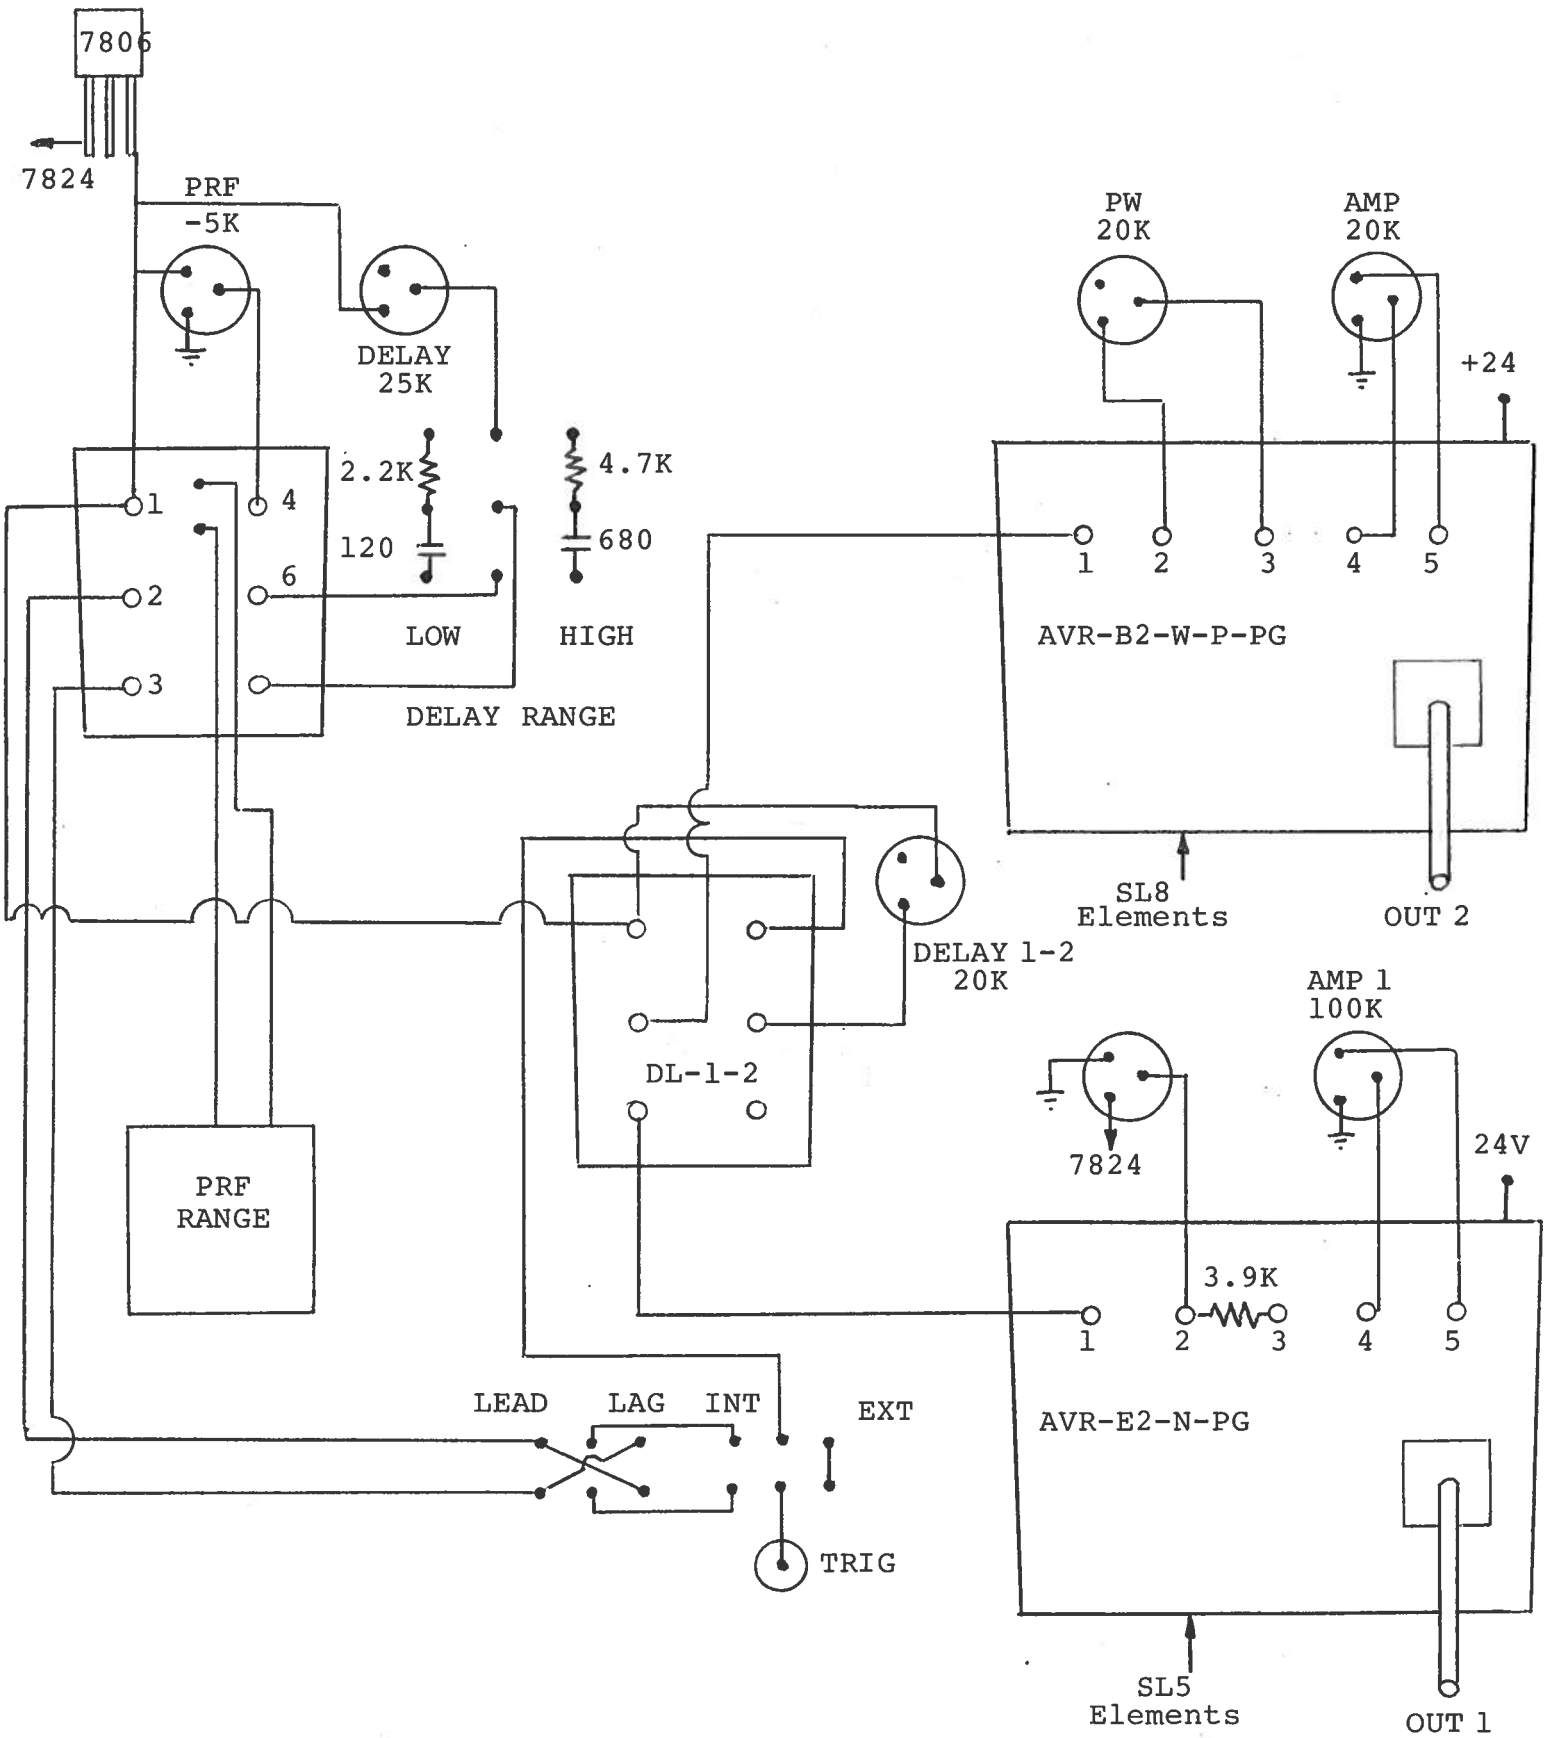 7806
7824
PRF
-5K
DELAY
25K
1
4
2
6
3
2.2K
120
4.7K
680
LOW
HIGH
DELAY RANGE
PW
20K
AMP
20K
+24
1
2
3
4
5
AVR-B2-W-P-PG
SL8
Elements
OUT 2
DELAY 1-2
20K
DL-1-2
PRF
RANGE
AMP 1
100K
7824
24V
3.9K
1
2
3
4
5
AVR-E2-N-PG
LEAD
LAG
INT
EXT
TRIG
SL5
Elements
OUT 1